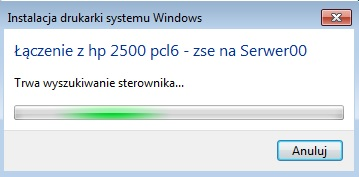 Instalacja drukarki systemu Windows
Łączenie z hp 2500 pcl6 - zse na Serwer00
Trwa wyszukiwanie sterownika...
Anuluj